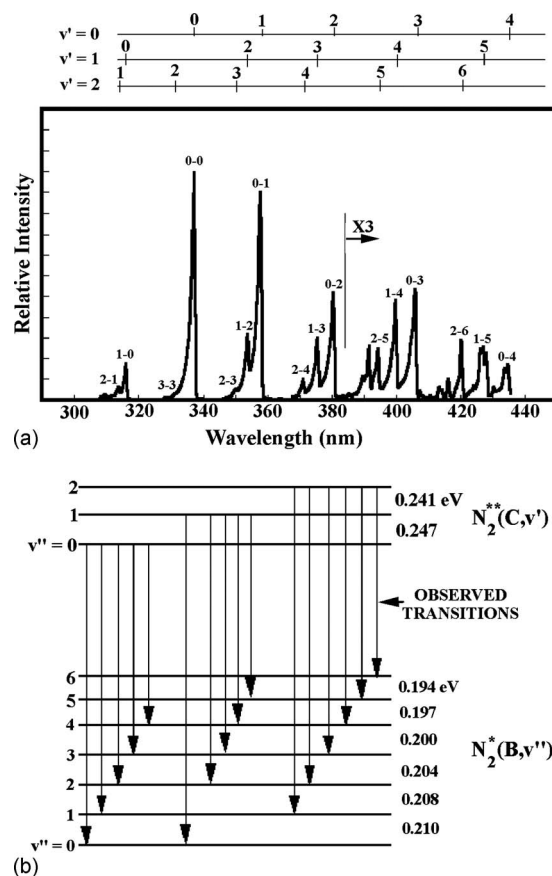 v' = 0 0 1 2 3 4
v' = 1 0 2 3 4 5
v' = 2 1 2 3 4 5 6
Relative Intensity
0-0
0-1
X3
0-2
0-3
1-4
1-2
1-3
2-5
2-6
1-5
0-4
1-0
2-1
3-3
2-3
2-4
300 320 340 360 380 400 420 440
(a) Wavelength (nm)
2
0.241 eV N₂**(C,v')
1
0.247
v'' = 0
OBSERVED
TRANSITIONS
6
0.194 eV
5
0.197
4
0.200 N₂*(B,v'')
3
0.204
2
0.208
1
0.210
v'' = 0
(b)